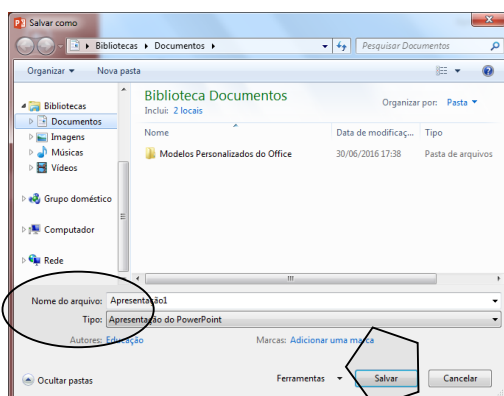 Salvar como
Bibliotecas Documentos
Pesquisar Documentos
Organizar Nova pasta
Bibliotecas
Documentos
Imagens
Músicas
Vídeos
Grupo doméstico
Computador
Rede
Biblioteca Documentos
Inclui: 2 locais
Organizar por: Pasta
Nome Data de modificaç... Tipo
Modelos Personalizados do Office 30/06/2016 17:38 Pasta de arquivos
Nome do arquivo: Apresentação1
Tipo: Apresentação do PowerPoint
Autores: Educação Marcas: Adicionar uma marca
Ocultar pastas Ferramentas Salvar Cancelar